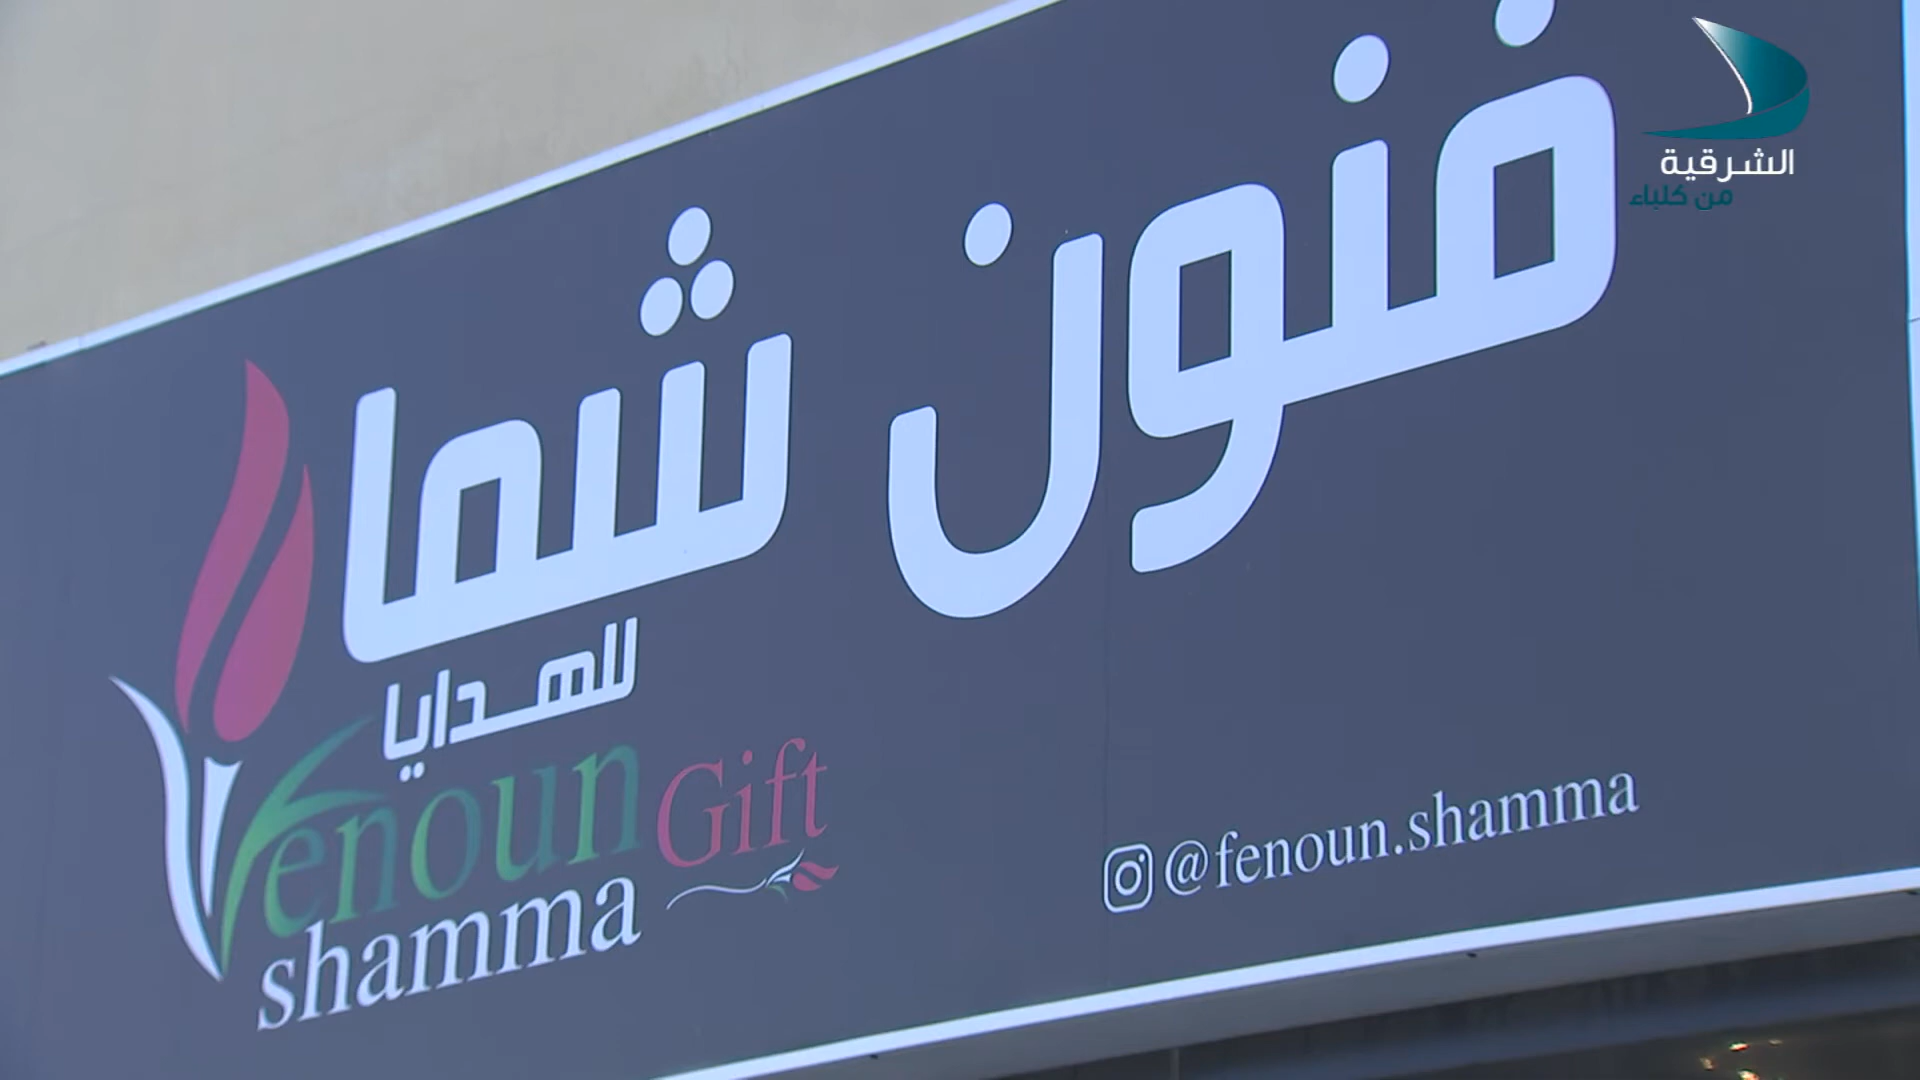 الشرقية
من كلباء
فنون شما
للهدايا
Fenoun Gift
shamma
@fenoun.shamma